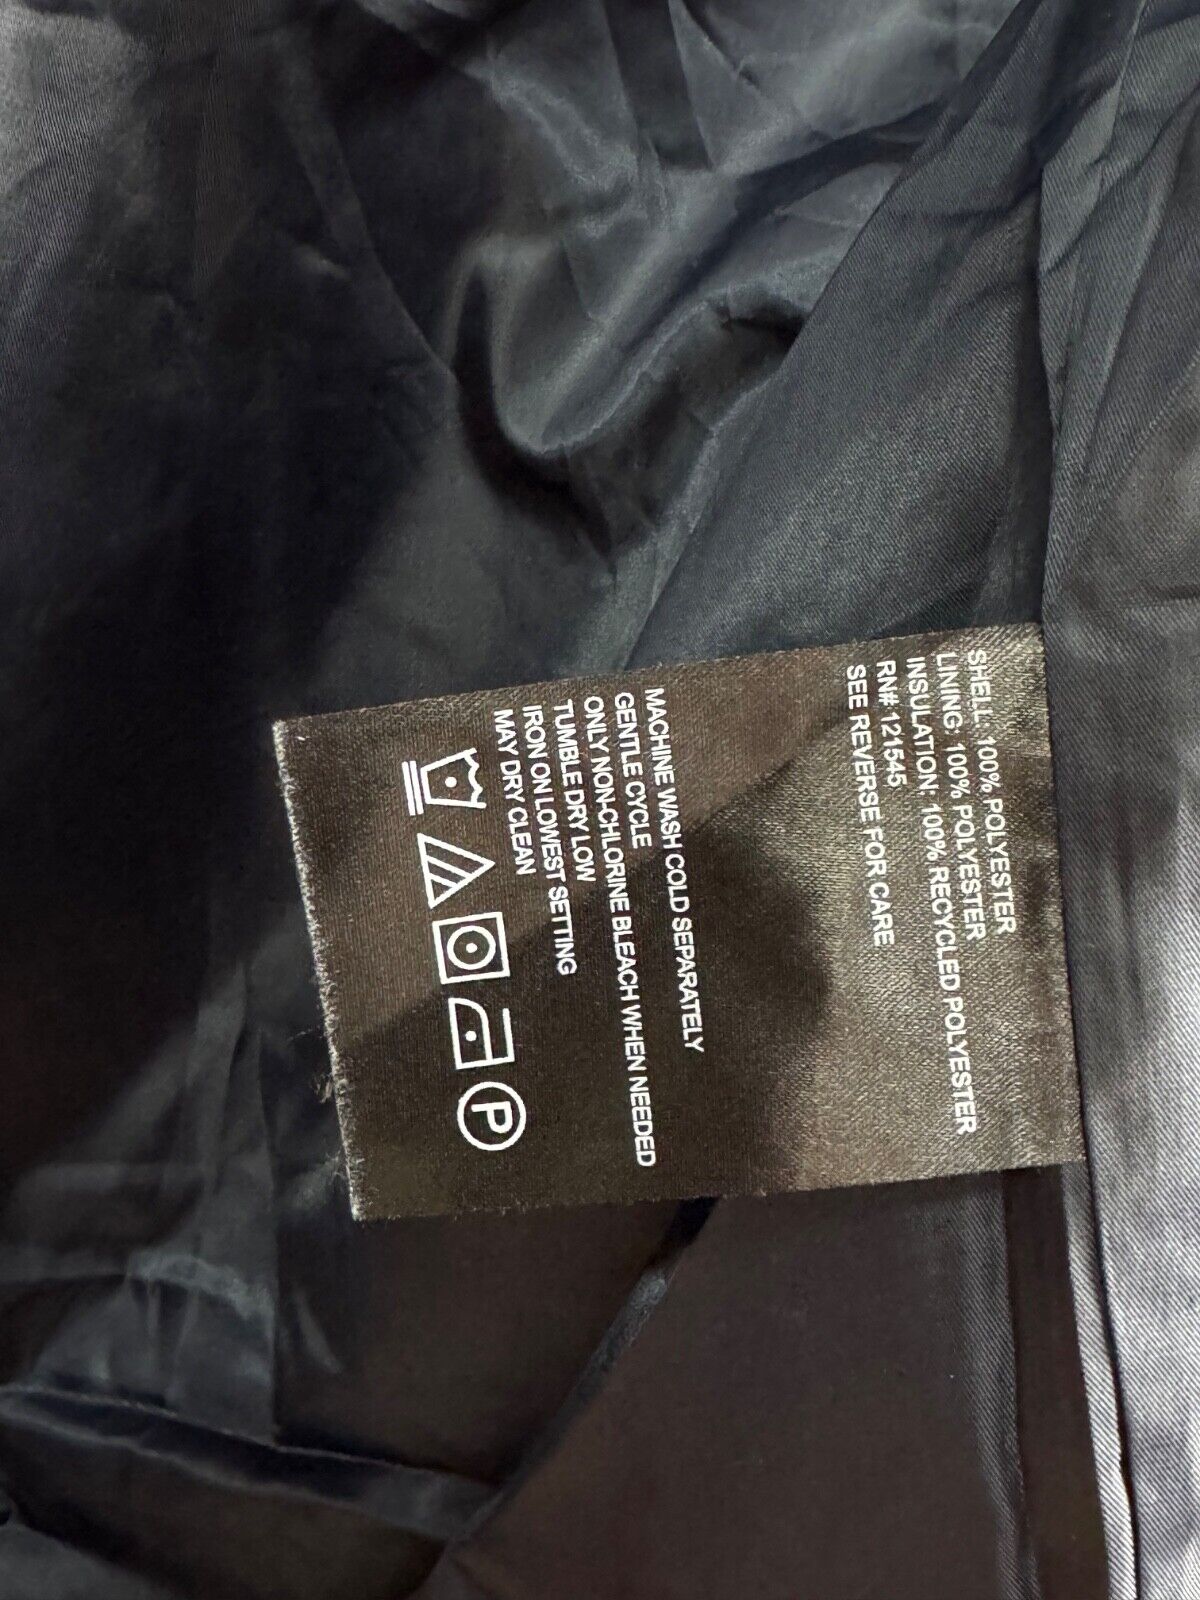 SHELL: 100% POLYESTER
LINING: 100% POLYESTER
INSULATION: 100% RECYCLED POLYESTER
RN# 121545
SEE REVERSE FOR CARE
MACHINE WASH COLD SEPARATELY
GENTLE CYCLE
ONLY NON-CHLORINE BLEACH WHEN NEEDED
TUMBLE DRY LOW
IRON ON LOWEST SETTING
MAY DRY CLEAN
P